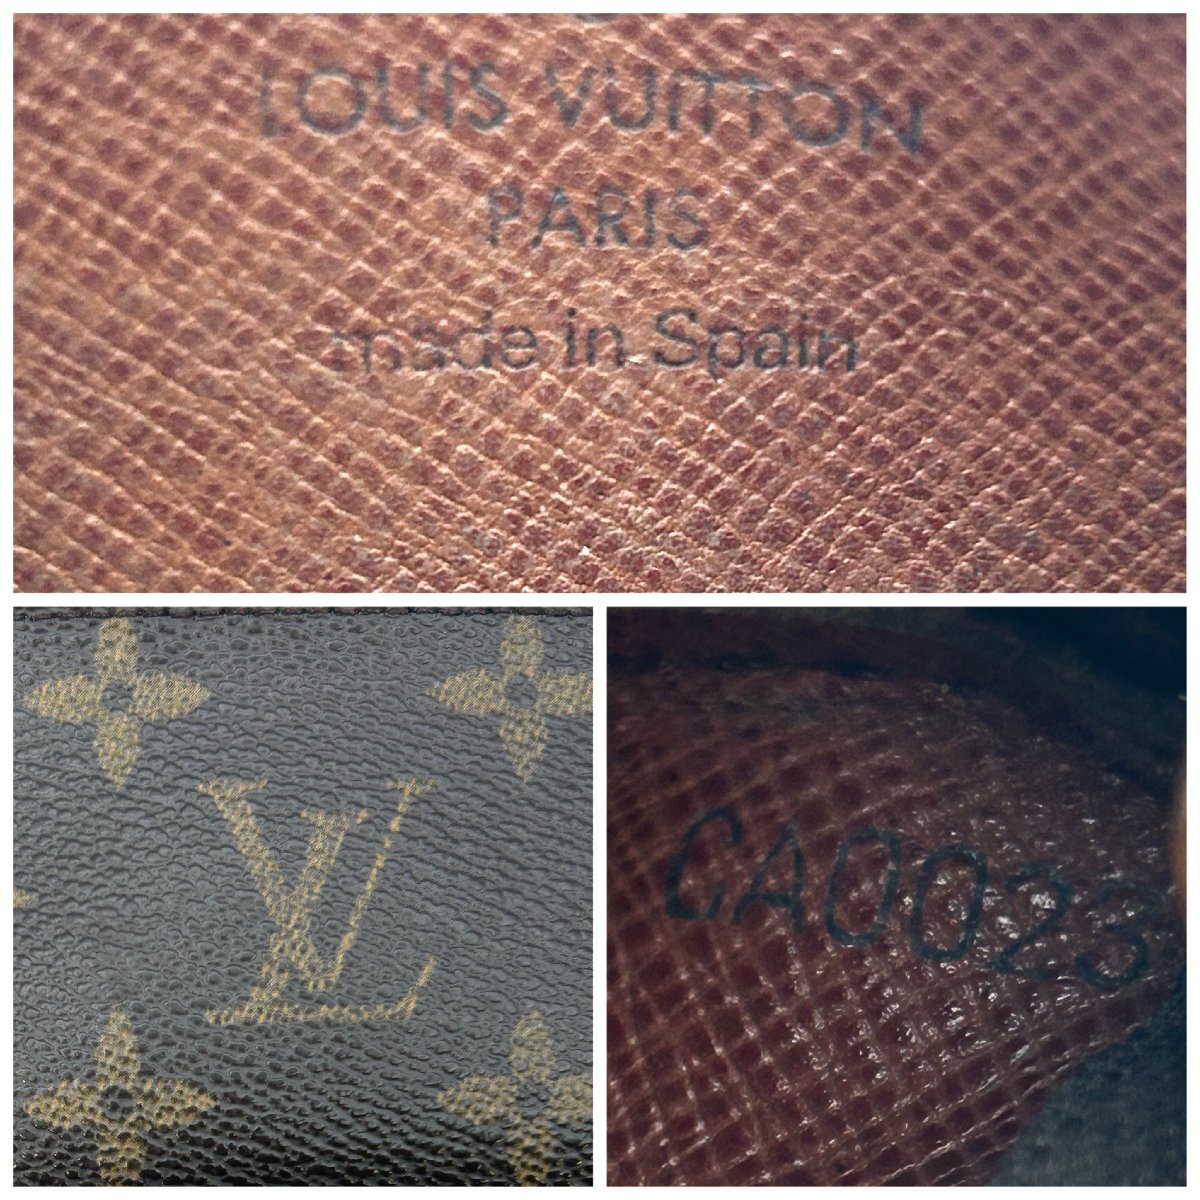 LOUIS VUITTON
PARIS
made in Spain
LV
CA0023